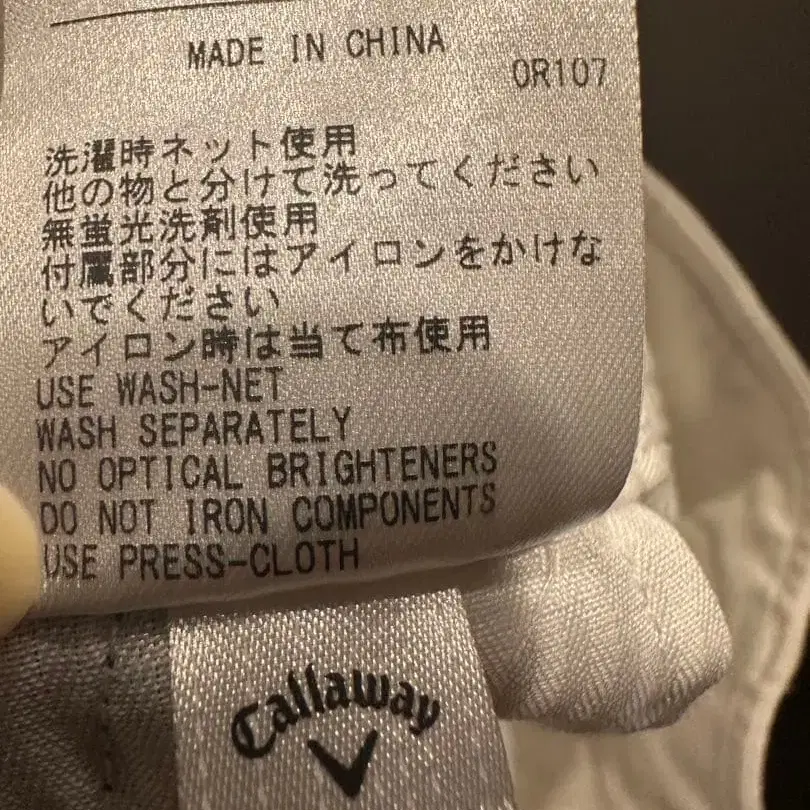 MADE IN CHINA
0R107
洗濯時ネット使用
他の物と分けて洗ってください
無蛍光洗剤使用
付属部分にはアイロンをかけな
いでください
アイロン時は当て布使用
USE WASH-NET
WASH SEPARATELY
NO OPTICAL BRIGHTENERS
DO NOT IRON COMPONENTS
USE PRESS-CLOTH
Callaway